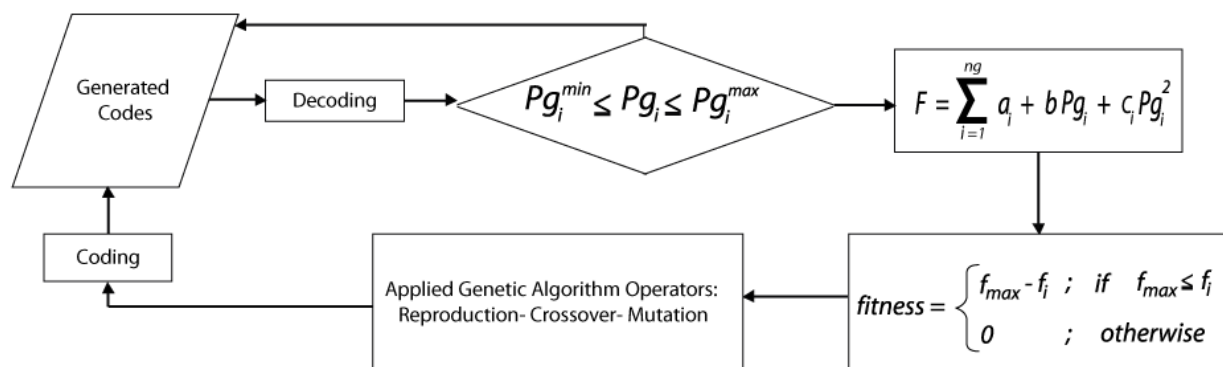 Generated
Codes
Decoding
Pg_i^min ≤ Pg_i ≤ Pg_i^max
F = ∑_{i=1}^{ng} a_i + b Pg_i + c_i Pg_i^2
Coding
Applied Genetic Algorithm Operators:
Reproduction- Crossover- Mutation
fitness = { f_max - f_i ; if f_max ≤ f_i
0 ; otherwise